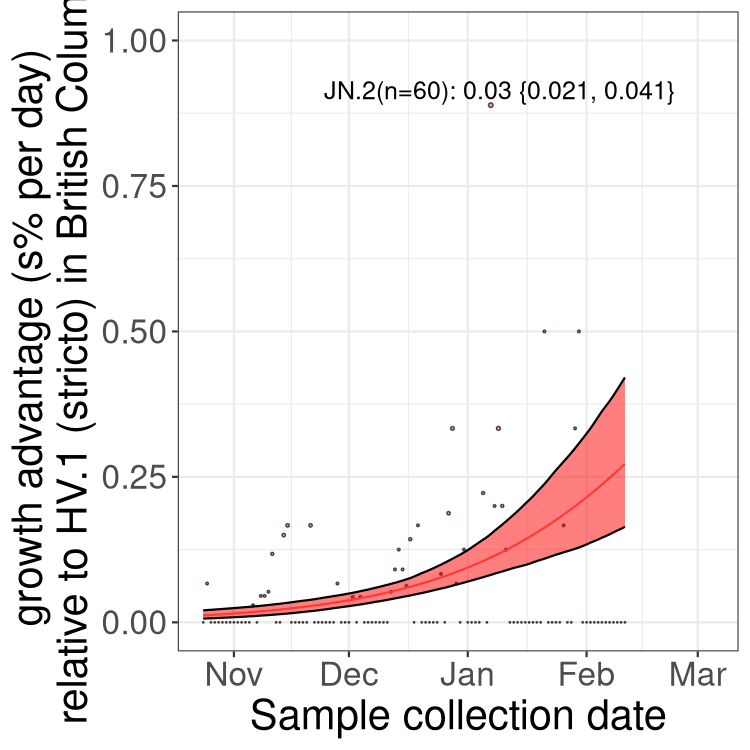 growth advantage (s% per day)
relative to HV.1 (stricto) in British Colum
1.00
0.75
0.50
0.25
0.00
JN.2(n=60): 0.03 {0.021, 0.041}
Nov Dec Jan Feb Mar
Sample collection date